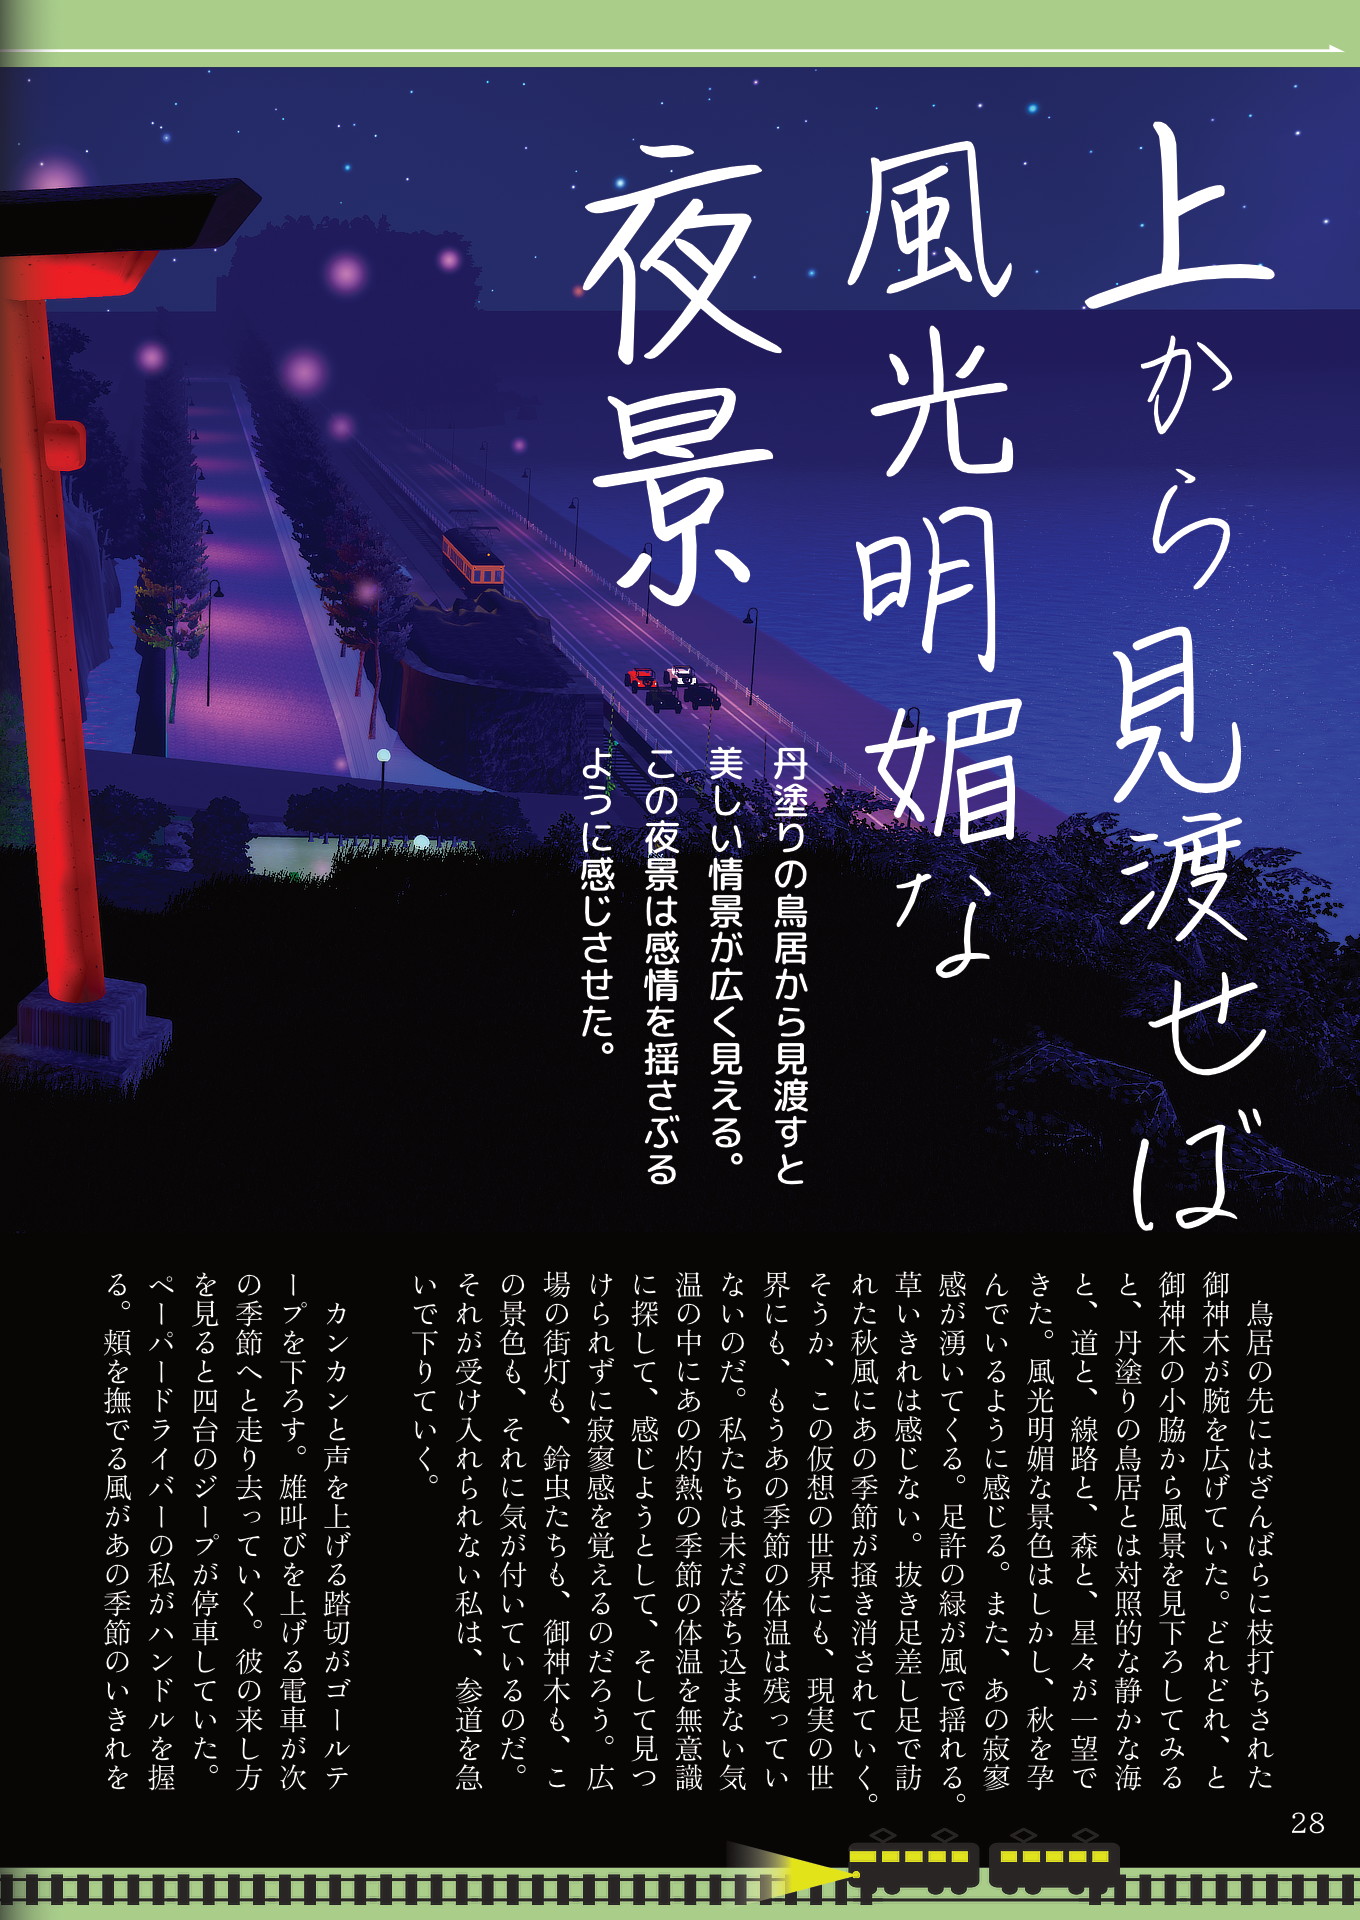 上から見渡せば
風光明媚な
夜景
丹塗りの鳥居から見渡すと
美しい情景が広く見える。
この夜景は感情を揺さぶる
ように感じさせた。
鳥居の先にはざんばらに枝打ちされた
御神木が腕を広げていた。どれどれ、と
御神木の小脇から風景を見下ろしてみる
と、丹塗りの鳥居とは対照的な静かな海
と、道と、線路と、森と、星々が一望で
きた。風光明媚な景色はしかし、秋を孕
んでいるように感じる。また、あの寂寥
感が湧いてくる。足許の緑が風で揺れる。
草いきれは感じない。抜き足差し足で訪
れた秋風にあの季節が掻き消されていく。
そうか、この仮想の世界にも、現実の世
界にも、もうあの季節の体温は残ってい
ないのだ。私たちは未だ落ち込まない気
温の中にあの灼熱の季節の体温を無意識
に探して、感じようとして、そして見つ
けられずに寂寥感を覚えるのだろう。広
場の街灯も、鈴虫たちも、御神木も、こ
の景色も、それに気が付いているのだ。
それが受け入れられない私は、参道を急
いで下りていく。
カンカンと声を上げる踏切がゴールテ
ープを下ろす。雄叫びを上げる電車が次
の季節へと走り去っていく。彼の来し方
を見ると四台のジープが停車していた。
ペーパードライバーの私がハンドルを握
る。頬を撫でる風があの季節のいきれを
28